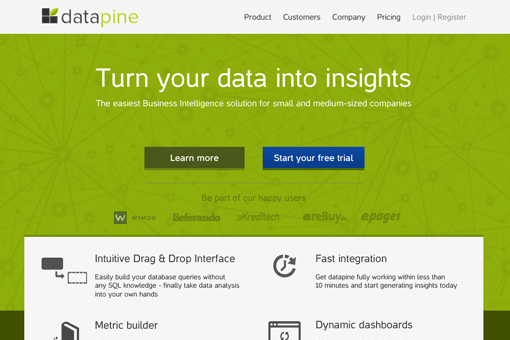 datapine
Product Customers Company Pricing Login | Register
Turn your data into insights
The easiest Business Intelligence solution for small and medium-sized companies
Learn more Start your free trial
Be part of our happy users
WIMDU lieferando Kreditech reBuy epages
Intuitive Drag & Drop Interface
Easily build your database queries without
any SQL knowledge - finally take data analysis
into your own hands
Fast integration
Get datapine fully working within less than
10 minutes and start generating insights today
Metric builder
Dynamic dashboards